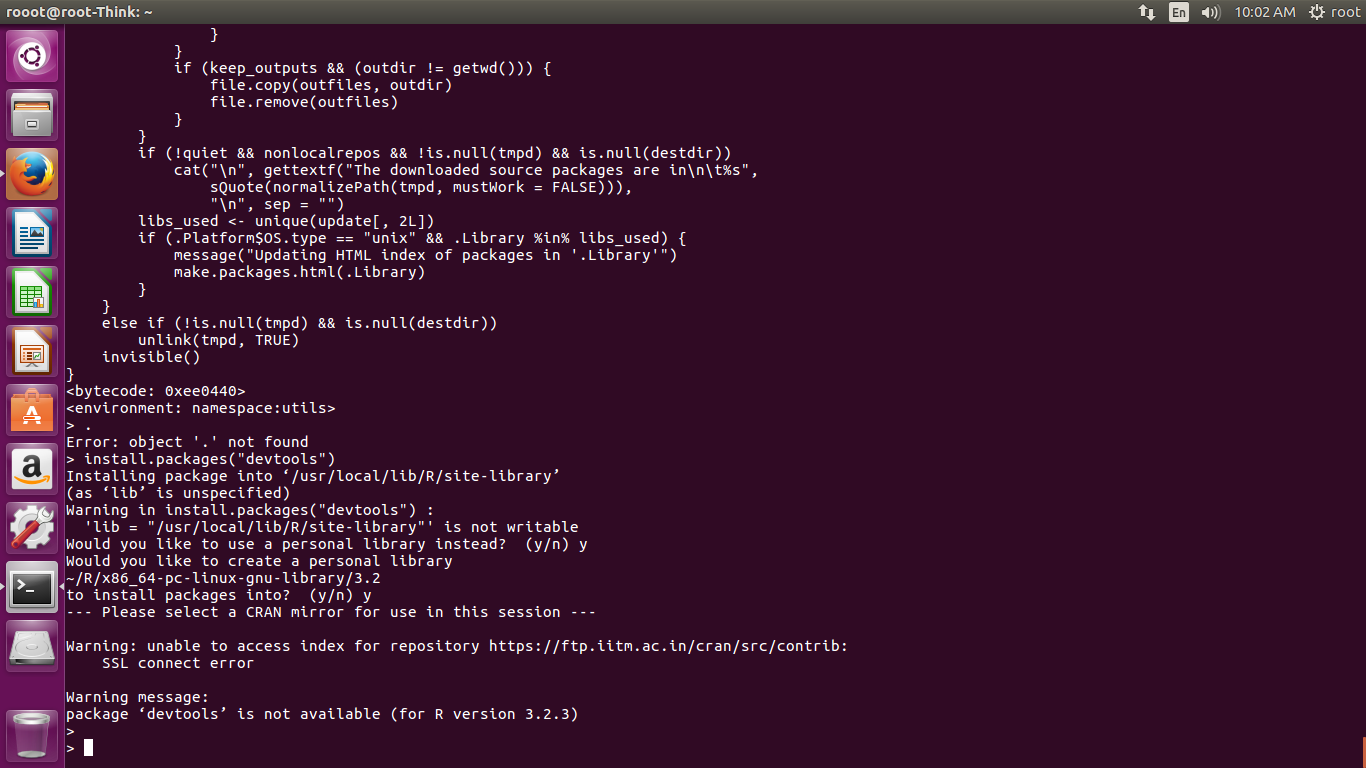 rooot@root-Think: ~
En
10:02 AM
root
                }
            }
            if (keep_outputs && (outdir != getwd())) {
                file.copy(outfiles, outdir)
                file.remove(outfiles)
            }
        }
        if (!quiet && nonlocalrepos && !is.null(tmpd) && is.null(destdir))
            cat("\n", gettextf("The downloaded source packages are in\n\t%s",
                sQuote(normalizePath(tmpd, mustWork = FALSE))),
                "\n", sep = "")
        libs_used <- unique(update[, 2L])
        if (.Platform$OS.type == "unix" && .Library %in% libs_used) {
            message("Updating HTML index of packages in '.Library'")
            make.packages.html(.Library)
        }
    }
    else if (!is.null(tmpd) && is.null(destdir))
        unlink(tmpd, TRUE)
    invisible()
}
<bytecode: 0xee0440>
<environment: namespace:utils>
> .
Error: object '.' not found
> install.packages("devtools")
Installing package into ‘/usr/local/lib/R/site-library’
(as ‘lib’ is unspecified)
Warning in install.packages("devtools") :
  'lib = "/usr/local/lib/R/site-library"' is not writable
Would you like to use a personal library instead?  (y/n) y
Would you like to create a personal library
~/R/x86_64-pc-linux-gnu-library/3.2
to install packages into?  (y/n) y
--- Please select a CRAN mirror for use in this session ---
Warning: unable to access index for repository https://ftp.iitm.ac.in/cran/src/contrib:
    SSL connect error
Warning message:
package ‘devtools’ is not available (for R version 3.2.3)
>
>